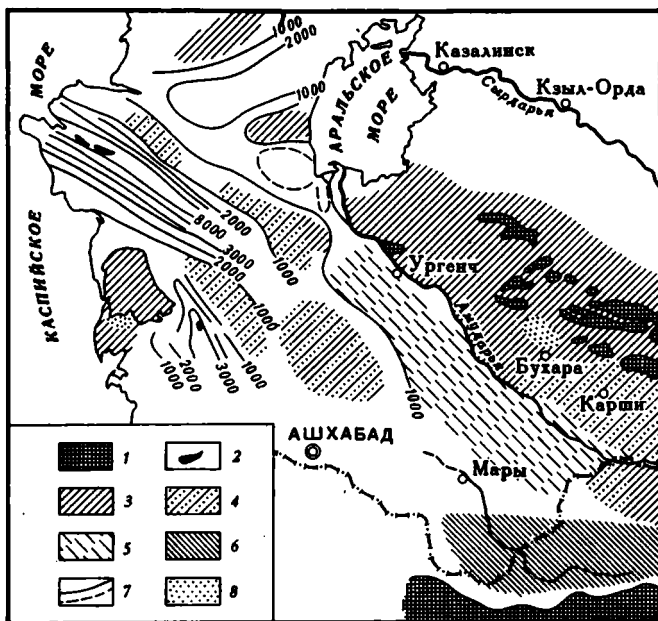 1000
2000
1000
Казалинск
Кзыл-Орда
Сырдарья
АРАЛЬСКОЕ
МОРЕ
МОРЕ
КАСПИЙСКОЕ
8000
2000
3000
2000
1000
1000
1000
2000
3000
1000
1000
Ургенч
Амударья
Бухара
Карши
АШХАБАД
Мары
1 2
3 4
5 6
7 8